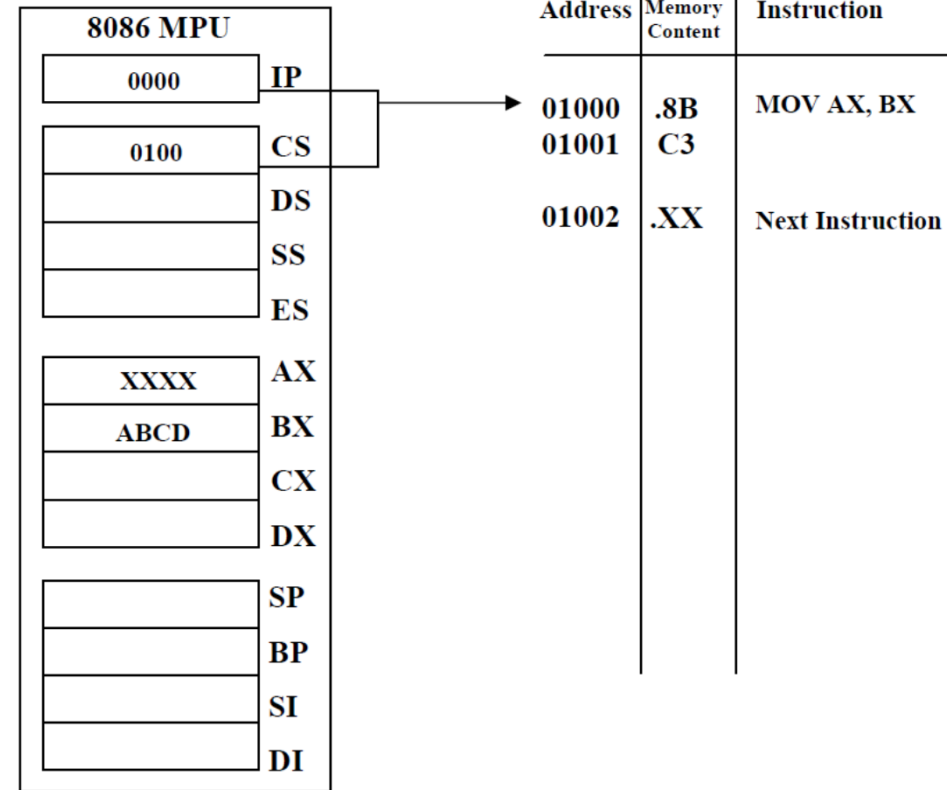 8086 MPU
0000 IP
0100 CS
DS
SS
ES
XXXX AX
ABCD BX
CX
DX
SP
BP
SI
DI
Address Memory Content Instruction
01000 .8B MOV AX, BX
01001 C3
01002 .XX Next Instruction